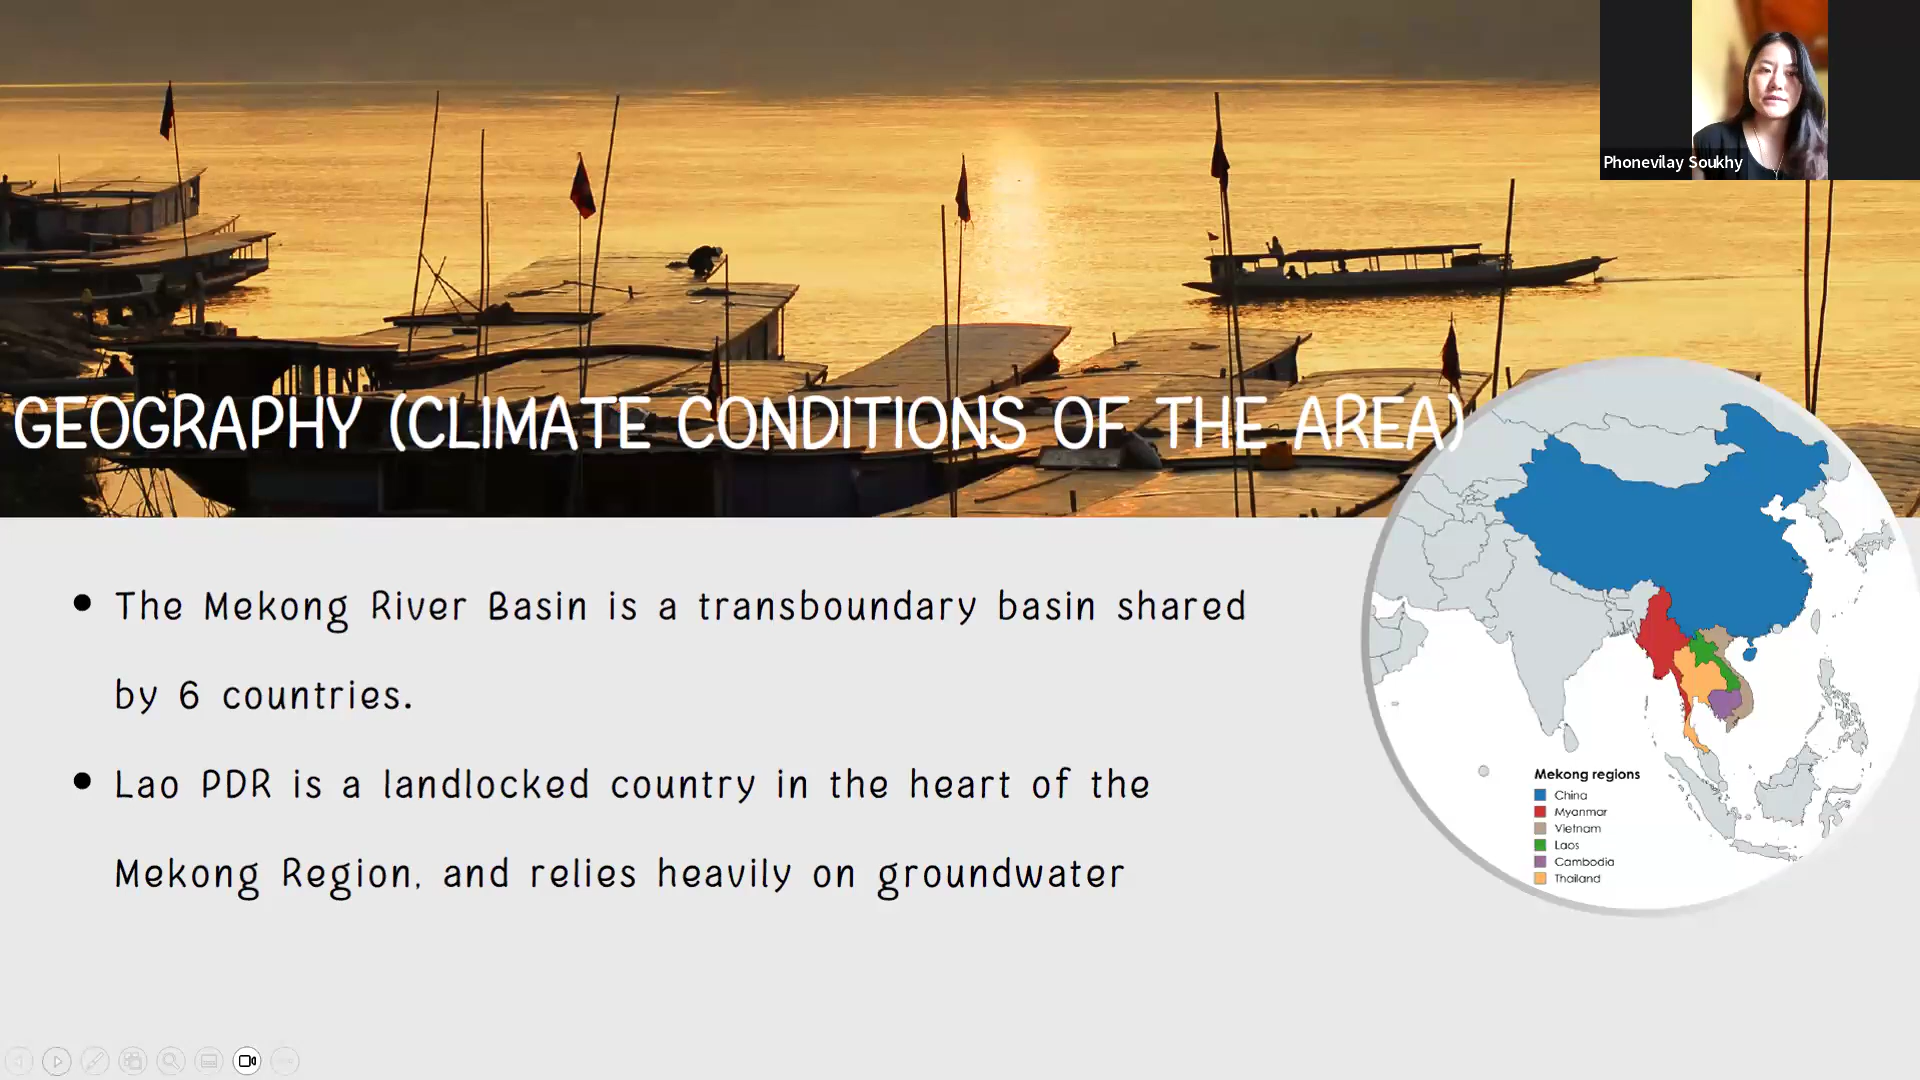 Phonevilay Soukhy
GEOGRAPHY (CLIMATE CONDITIONS OF THE AREA)
• The Mekong River Basin is a transboundary basin shared
by 6 countries.
• Lao PDR is a landlocked country in the heart of the
Mekong Region, and relies heavily on groundwater
Mekong regions
China
Myanmar
Vietnam
Laos
Cambodia
Thailand